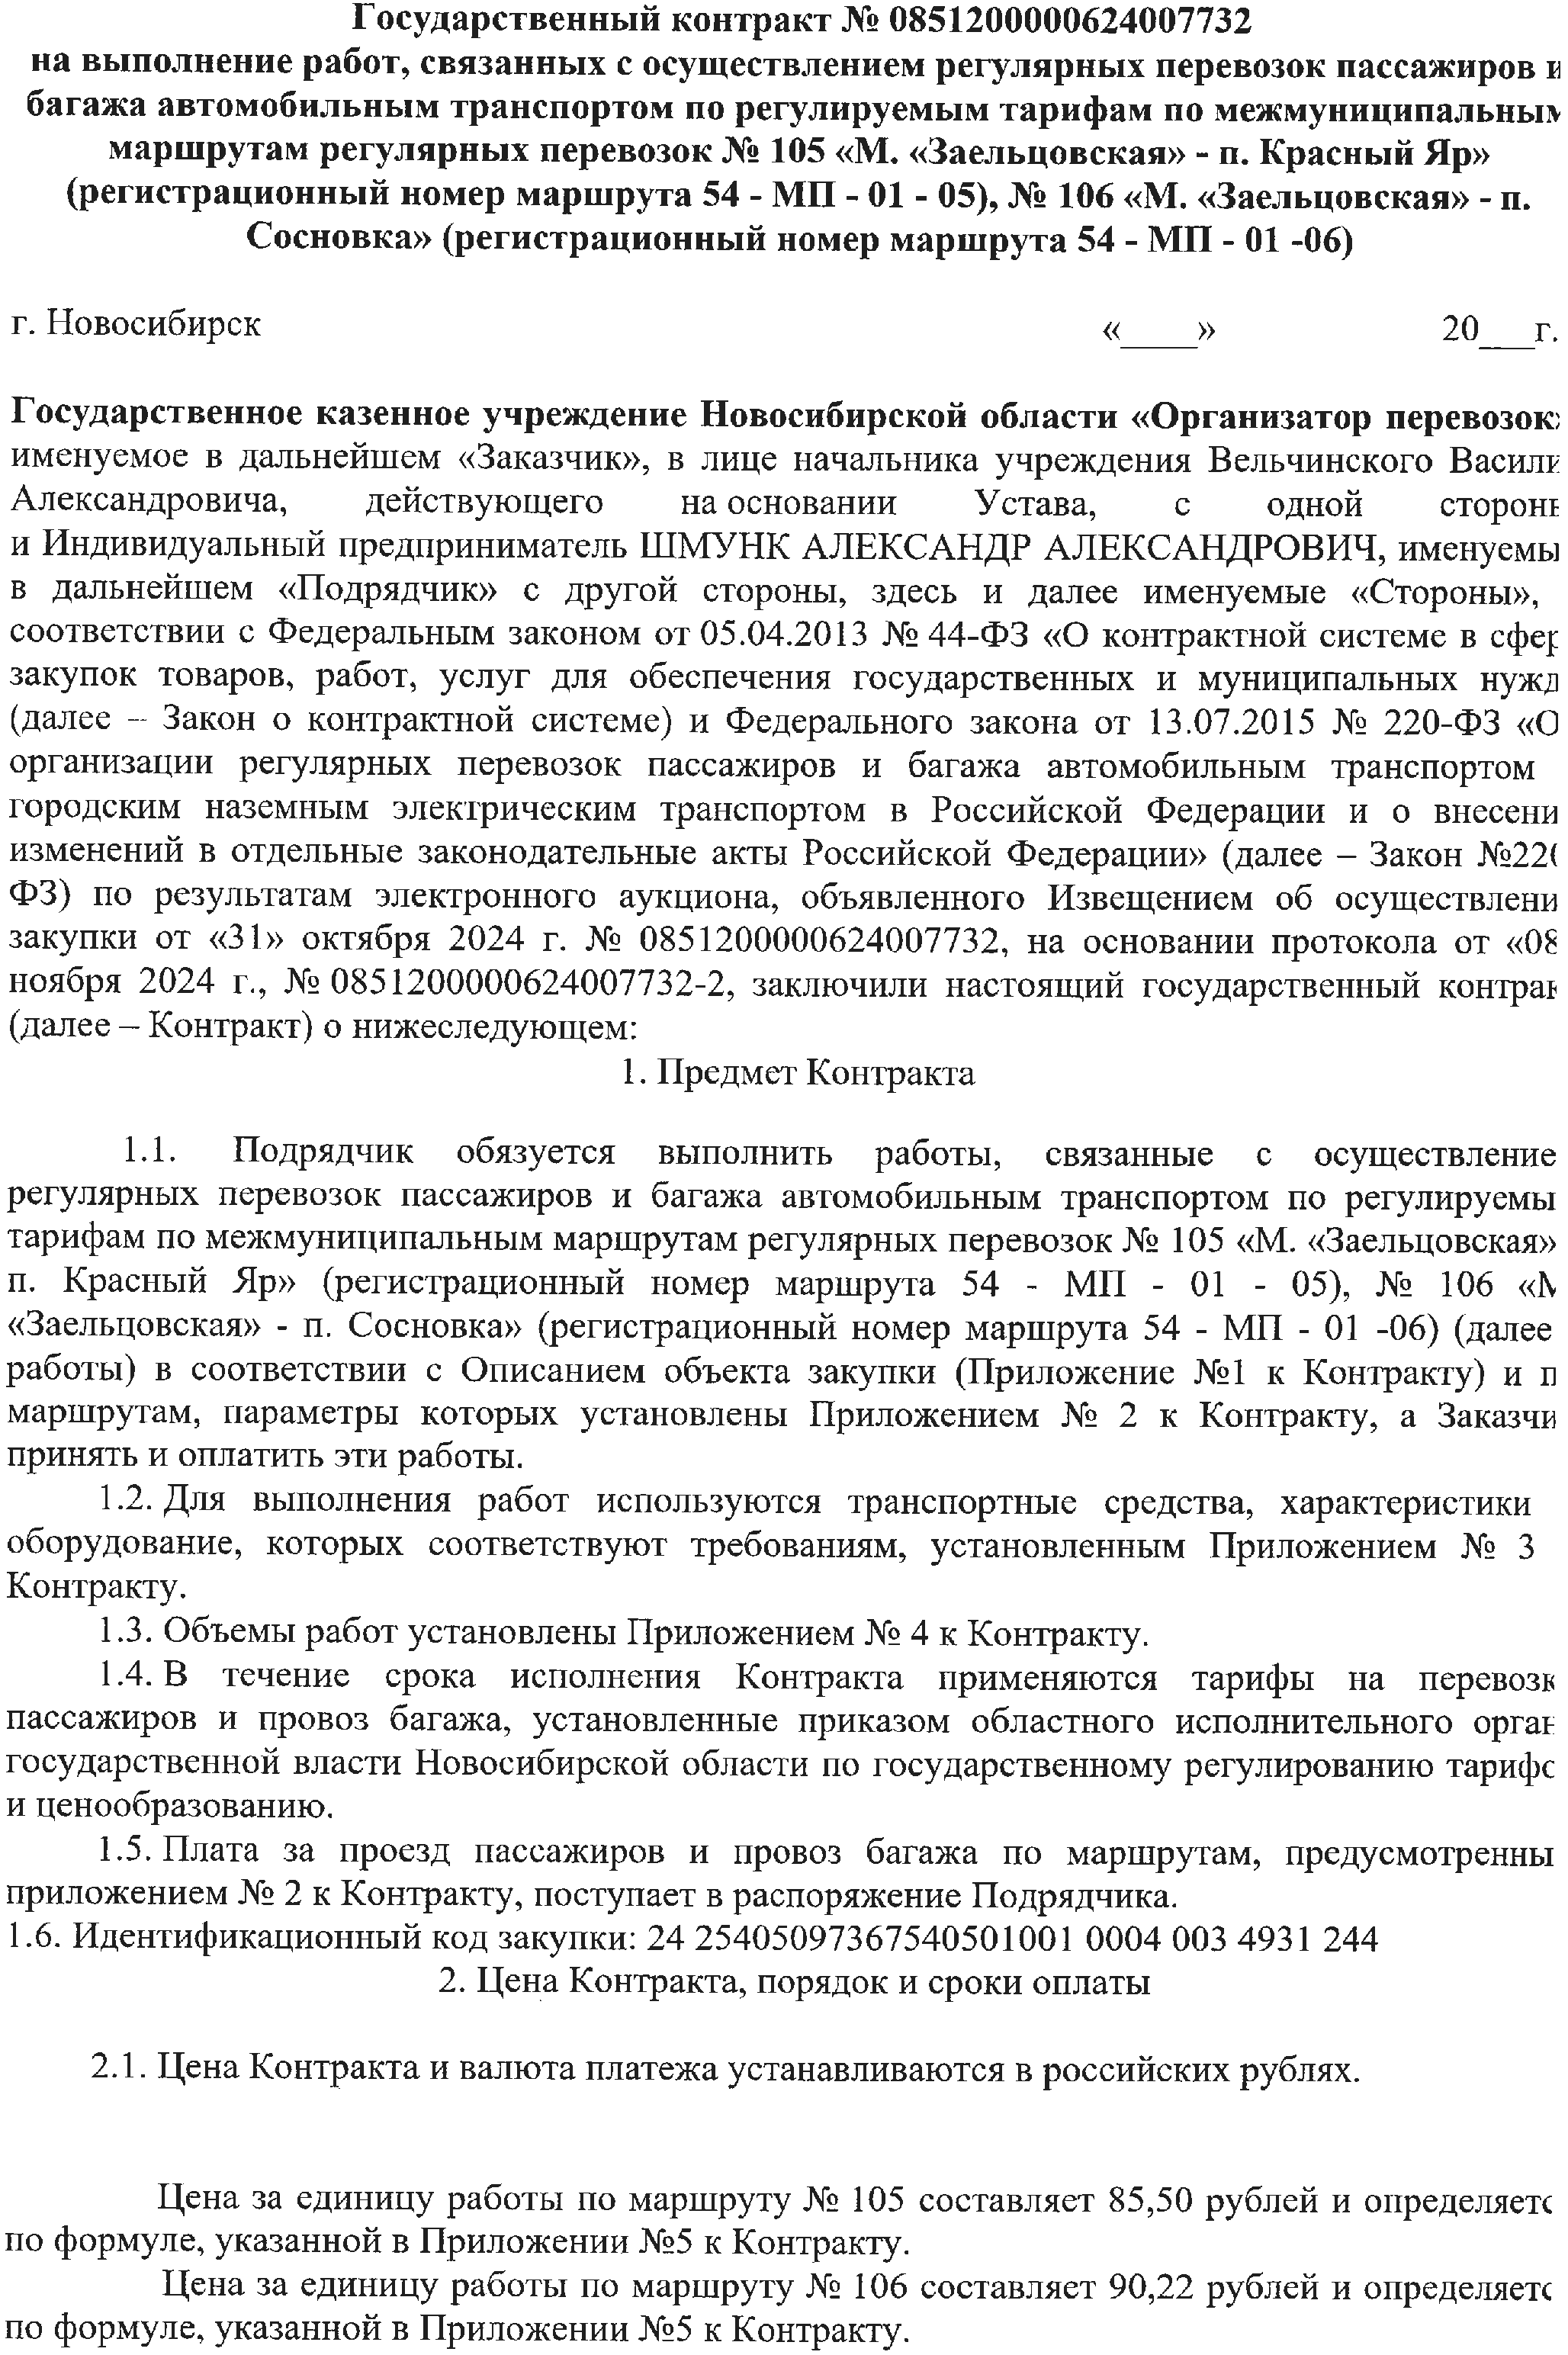 Государственный контракт № 0851200000624007732
на выполнение работ, связанных с осуществлением регулярных перевозок пассажиров и
багажа автомобильным транспортом по регулируемым тарифам по межмуниципальным
маршрутам регулярных перевозок № 105 «М. «Заельцовская» - п. Красный Яр»
(регистрационный номер маршрута 54 - МП - 01 - 05), № 106 «М. «Заельцовская» - п.
Сосновка» (регистрационный номер маршрута 54 - МП - 01 -06)
г. Новосибирск «____» 20___г.
Государственное казенное учреждение Новосибирской области «Организатор перевозок»
именуемое в дальнейшем «Заказчик», в лице начальника учреждения Вельчинского Васили
Александровича, действующего на основании Устава, с одной сторон
и Индивидуальный предприниматель ШМУНК АЛЕКСАНДР АЛЕКСАНДРОВИЧ, именуемы
в дальнейшем «Подрядчик» с другой стороны, здесь и далее именуемые «Стороны»,
соответствии с Федеральным законом от 05.04.2013 № 44-ФЗ «О контрактной системе в сфер
закупок товаров, работ, услуг для обеспечения государственных и муниципальных нужд
(далее – Закон о контрактной системе) и Федерального закона от 13.07.2015 № 220-ФЗ «О
организации регулярных перевозок пассажиров и багажа автомобильным транспортом
городским наземным электрическим транспортом в Российской Федерации и о внесени
изменений в отдельные законодательные акты Российской Федерации» (далее – Закон №220
ФЗ) по результатам электронного аукциона, объявленного Извещением об осуществлени
закупки от «31» октября 2024 г. № 0851200000624007732, на основании протокола от «08
ноября 2024 г., № 0851200000624007732-2, заключили настоящий государственный контрак
(далее – Контракт) о нижеследующем:
1. Предмет Контракта
1.1. Подрядчик обязуется выполнить работы, связанные с осуществление
регулярных перевозок пассажиров и багажа автомобильным транспортом по регулируемы
тарифам по межмуниципальным маршрутам регулярных перевозок № 105 «М. «Заельцовская»
п. Красный Яр» (регистрационный номер маршрута 54 - МП - 01 - 05), № 106 «М
«Заельцовская» - п. Сосновка» (регистрационный номер маршрута 54 - МП - 01 -06) (далее
работы) в соответствии с Описанием объекта закупки (Приложение №1 к Контракту) и п
маршрутам, параметры которых установлены Приложением № 2 к Контракту, а Заказчи
принять и оплатить эти работы.
1.2. Для выполнения работ используются транспортные средства, характеристики
оборудование, которых соответствуют требованиям, установленным Приложением № 3
Контракту.
1.3. Объемы работ установлены Приложением № 4 к Контракту.
1.4. В течение срока исполнения Контракта применяются тарифы на перевозк
пассажиров и провоз багажа, установленные приказом областного исполнительного орган
государственной власти Новосибирской области по государственному регулированию тарифо
и ценообразованию.
1.5. Плата за проезд пассажиров и провоз багажа по маршрутам, предусмотренны
приложением № 2 к Контракту, поступает в распоряжение Подрядчика.
1.6. Идентификационный код закупки: 24 25405097367540501001 0004 003 4931 244
2. Цена Контракта, порядок и сроки оплаты
2.1. Цена Контракта и валюта платежа устанавливаются в российских рублях.
Цена за единицу работы по маршруту № 105 составляет 85,50 рублей и определяетс
по формуле, указанной в Приложении №5 к Контракту.
Цена за единицу работы по маршруту № 106 составляет 90,22 рублей и определяетс
по формуле, указанной в Приложении №5 к Контракту.